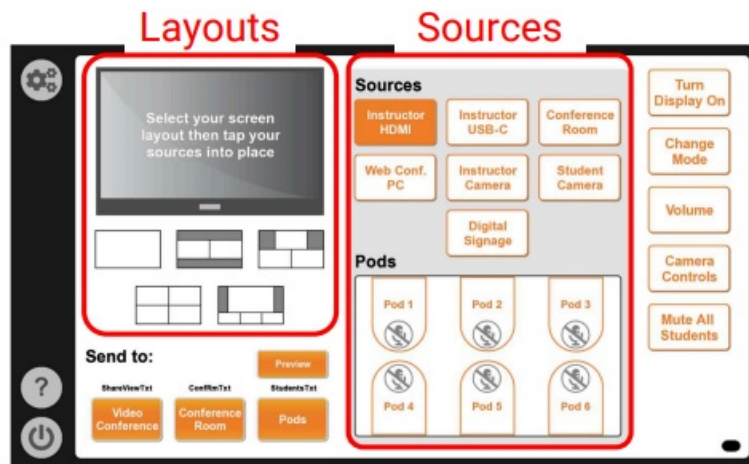 Layouts
Sources
Select your screen
layout then tap your
sources into place
Sources
Instructor
HDMI
Instructor
USB-C
Conference
Room
Web Conf.
PC
Instructor
Camera
Student
Camera
Digital
Signage
Pods
Pod 1
Pod 2
Pod 3
Pod 4
Pod 5
Pod 6
Send to:
Preview
ShareViewTxt
ConfRmTxt
StudentsTxt
Video
Conference
Conference
Room
Pods
Turn
Display On
Change
Mode
Volume
Camera
Controls
Mute All
Students
?